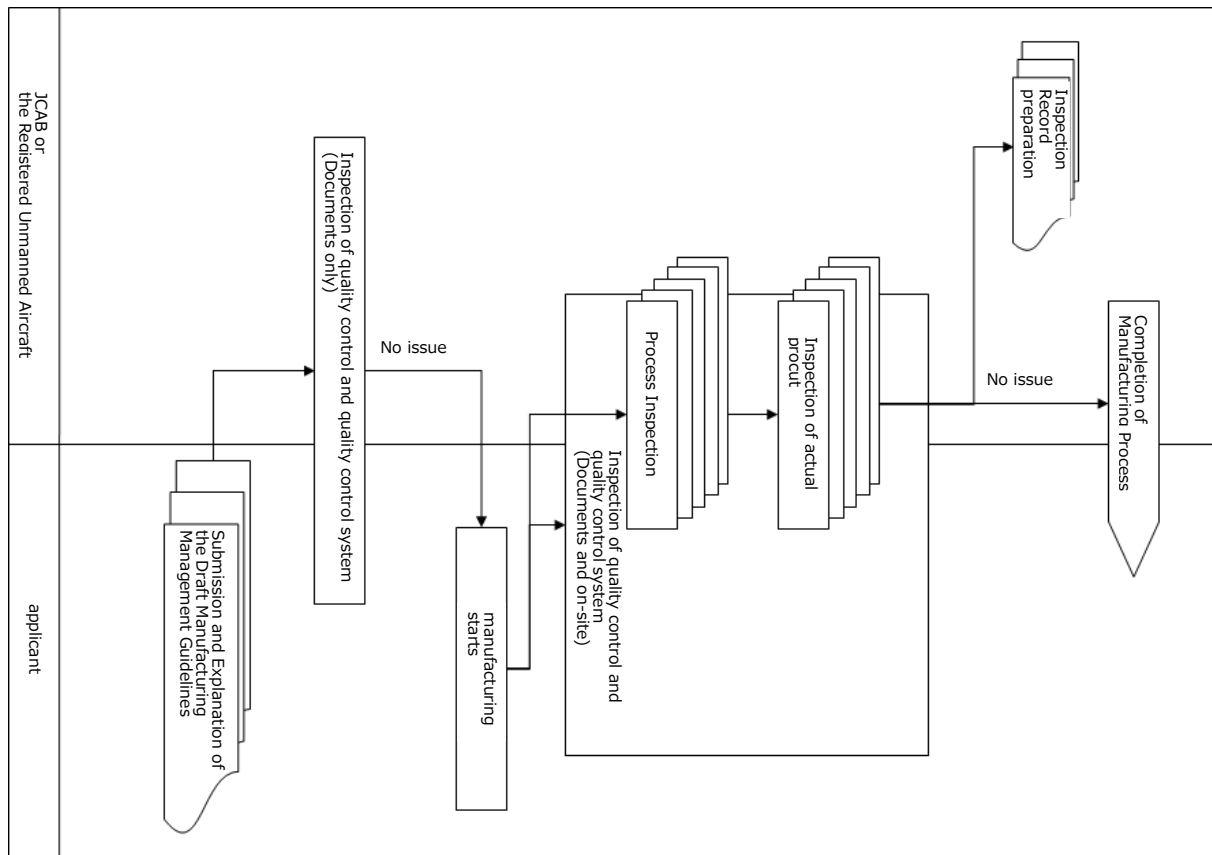 JCAB or
the Registered Unmanned Aircraft
applicant
Submission and Explanation of
the Draft Manufacturing
Management Guidelines
Inspection of quality control and quality control system
(Documents only)
No issue
manufacturing
starts
Inspection of quality control and
quality control system
(Documents and on-site)
Process Inspection
Inspection of actual
procut
No issue
Inspection
Record
preparation
Completion of
Manufacturing Process